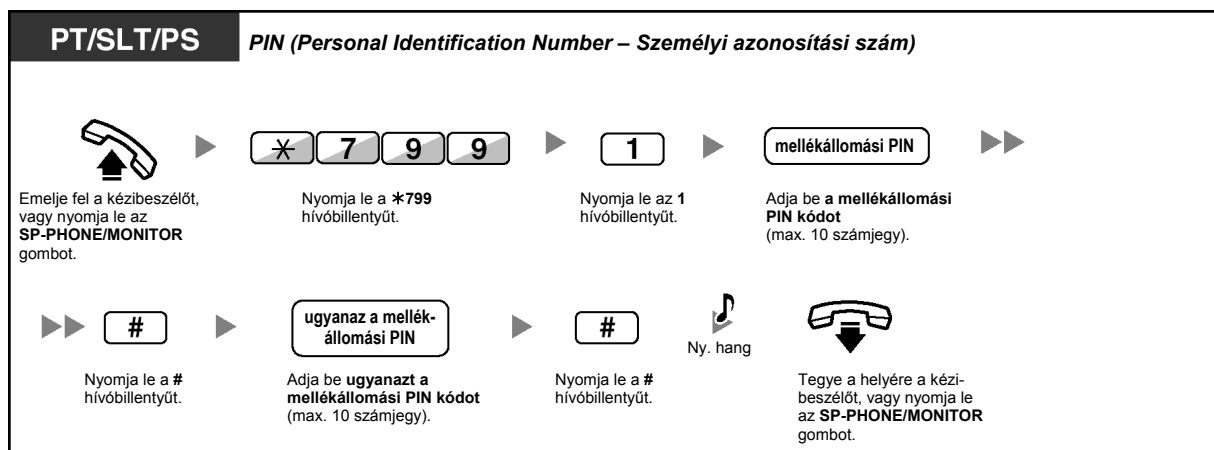 PT/SLT/PS
PIN (Personal Identification Number – Személyi azonosítási szám)
* 7 9 9
1
mellékállomási PIN
Emelje fel a kézibeszélőt,
vagy nyomja le az
SP-PHONE/MONITOR
gombot.
Nyomja le a *799
hívóbillentyűt.
Nyomja le az 1
hívóbillentyűt.
Adja be a mellékállomási
PIN kódot
(max. 10 számjegy).
#
ugyanaz a mellék-
állomási PIN
#
Ny. hang
Nyomja le a #
hívóbillentyűt.
Adja be ugyanazt a
mellékállomási PIN kódot
(max. 10 számjegy).
Nyomja le a #
hívóbillentyűt.
Tegye a helyére a kézi-
beszélőt, vagy nyomja le
az SP-PHONE/MONITOR
gombot.